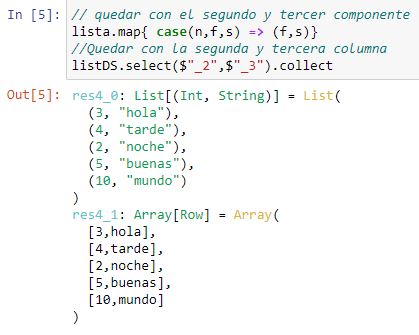 In [5]:
// quedar con el segundo y tercer componente
lista.map{ case(n,f,s) => (f,s)}
//Quedar con la segunda y tercera columna
listDS.select($"_2",$"_3").collect
Out[5]:
res4_0: List[(Int, String)] = List(
  (3, "hola"),
  (4, "tarde"),
  (2, "noche"),
  (5, "buenas"),
  (10, "mundo")
)
res4_1: Array[Row] = Array(
  [3,hola],
  [4,tarde],
  [2,noche],
  [5,buenas],
  [10,mundo]
)